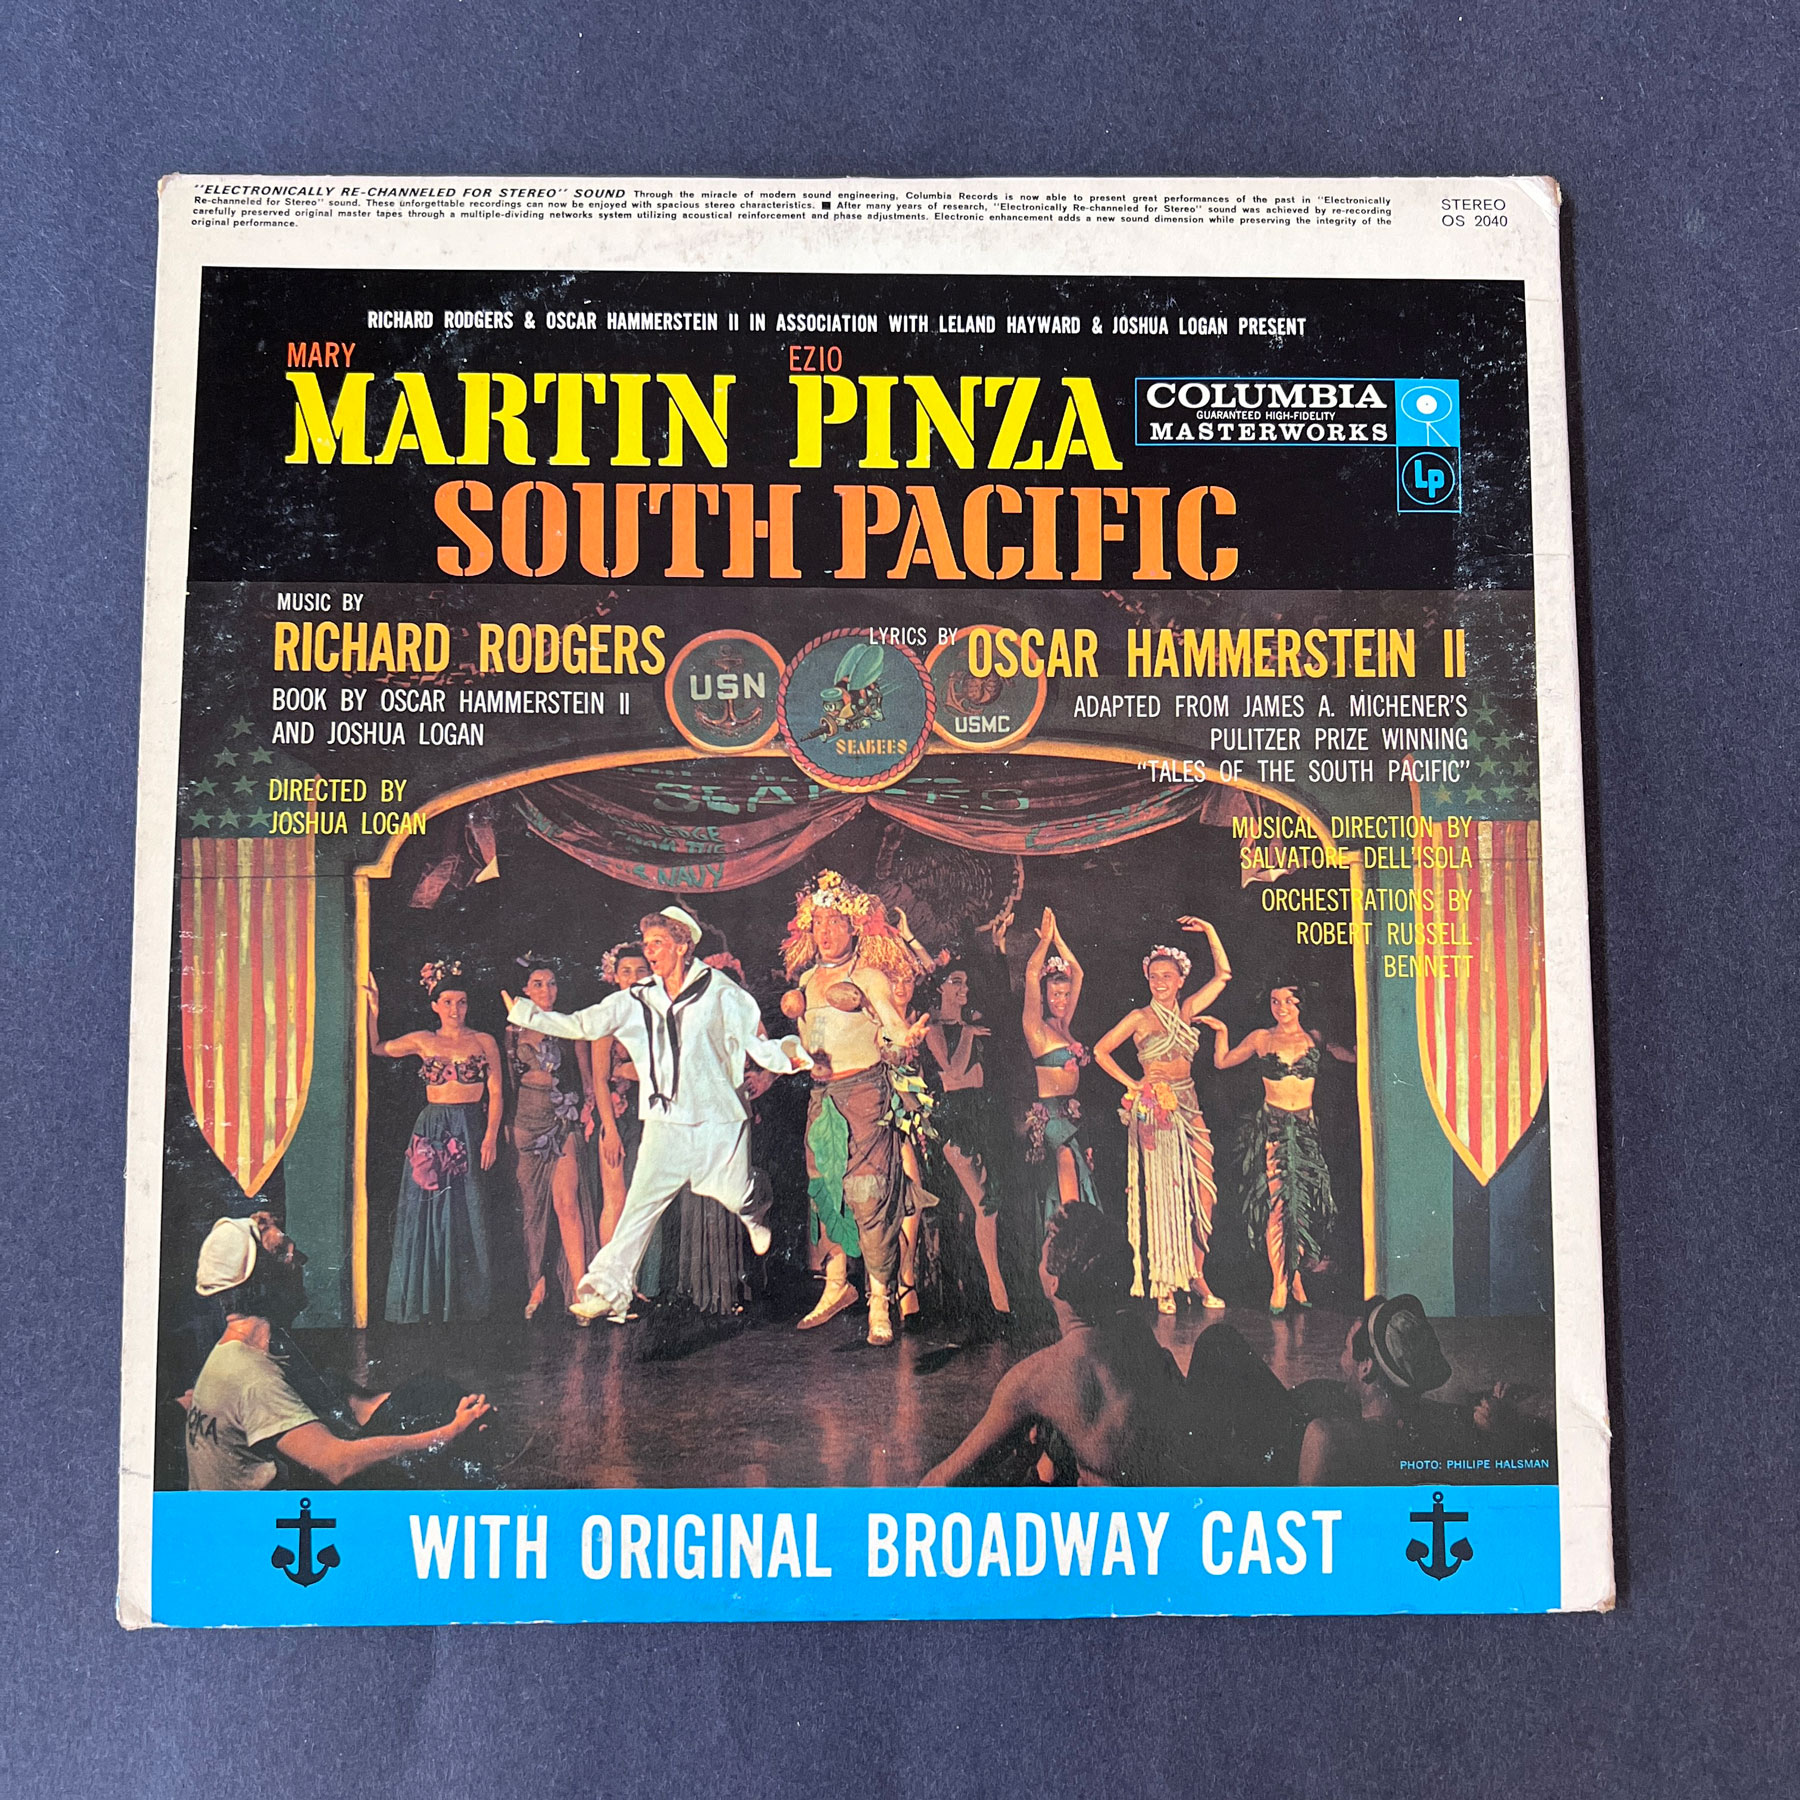 "ELECTRONICALLY RE-CHANNELED FOR STEREO" SOUND Through the miracle of modern sound engineering, Columbia Records is now able to present great performances of the past in "Electronically
Re-channeled for Stereo" sound. These unforgettable recordings can now be enjoyed with spacious stereo characteristics. ■ After many years of research, "Electronically Re-channeled for Stereo" sound was achieved by re-recording
carefully preserved original master tapes through a multiple-dividing networks system utilizing acoustical reinforcement and phase adjustments. Electronic enhancement adds a new sound dimension while preserving the integrity of the
original performance.
STEREO
OS 2040
RICHARD RODGERS & OSCAR HAMMERSTEIN II IN ASSOCIATION WITH LELAND HAYWARD & JOSHUA LOGAN PRESENT
MARY EZIO
MARTIN PINZA
COLUMBIA
GUARANTEED HIGH-FIDELITY
MASTERWORKS
LP
SOUTH PACIFIC
MUSIC BY
RICHARD RODGERS
BOOK BY OSCAR HAMMERSTEIN II
AND JOSHUA LOGAN
DIRECTED BY
JOSHUA LOGAN
USN
SEABEES
USMC
LYRICS BY OSCAR HAMMERSTEIN II
ADAPTED FROM JAMES A. MICHENER'S
PULITZER PRIZE WINNING
"TALES OF THE SOUTH PACIFIC"
MUSICAL DIRECTION BY
SALVATORE DELL'ISOLA
ORCHESTRATIONS BY
ROBERT RUSSELL
BENNETT
NAVY
PHOTO: PHILIPE HALSMAN
WITH ORIGINAL BROADWAY CAST